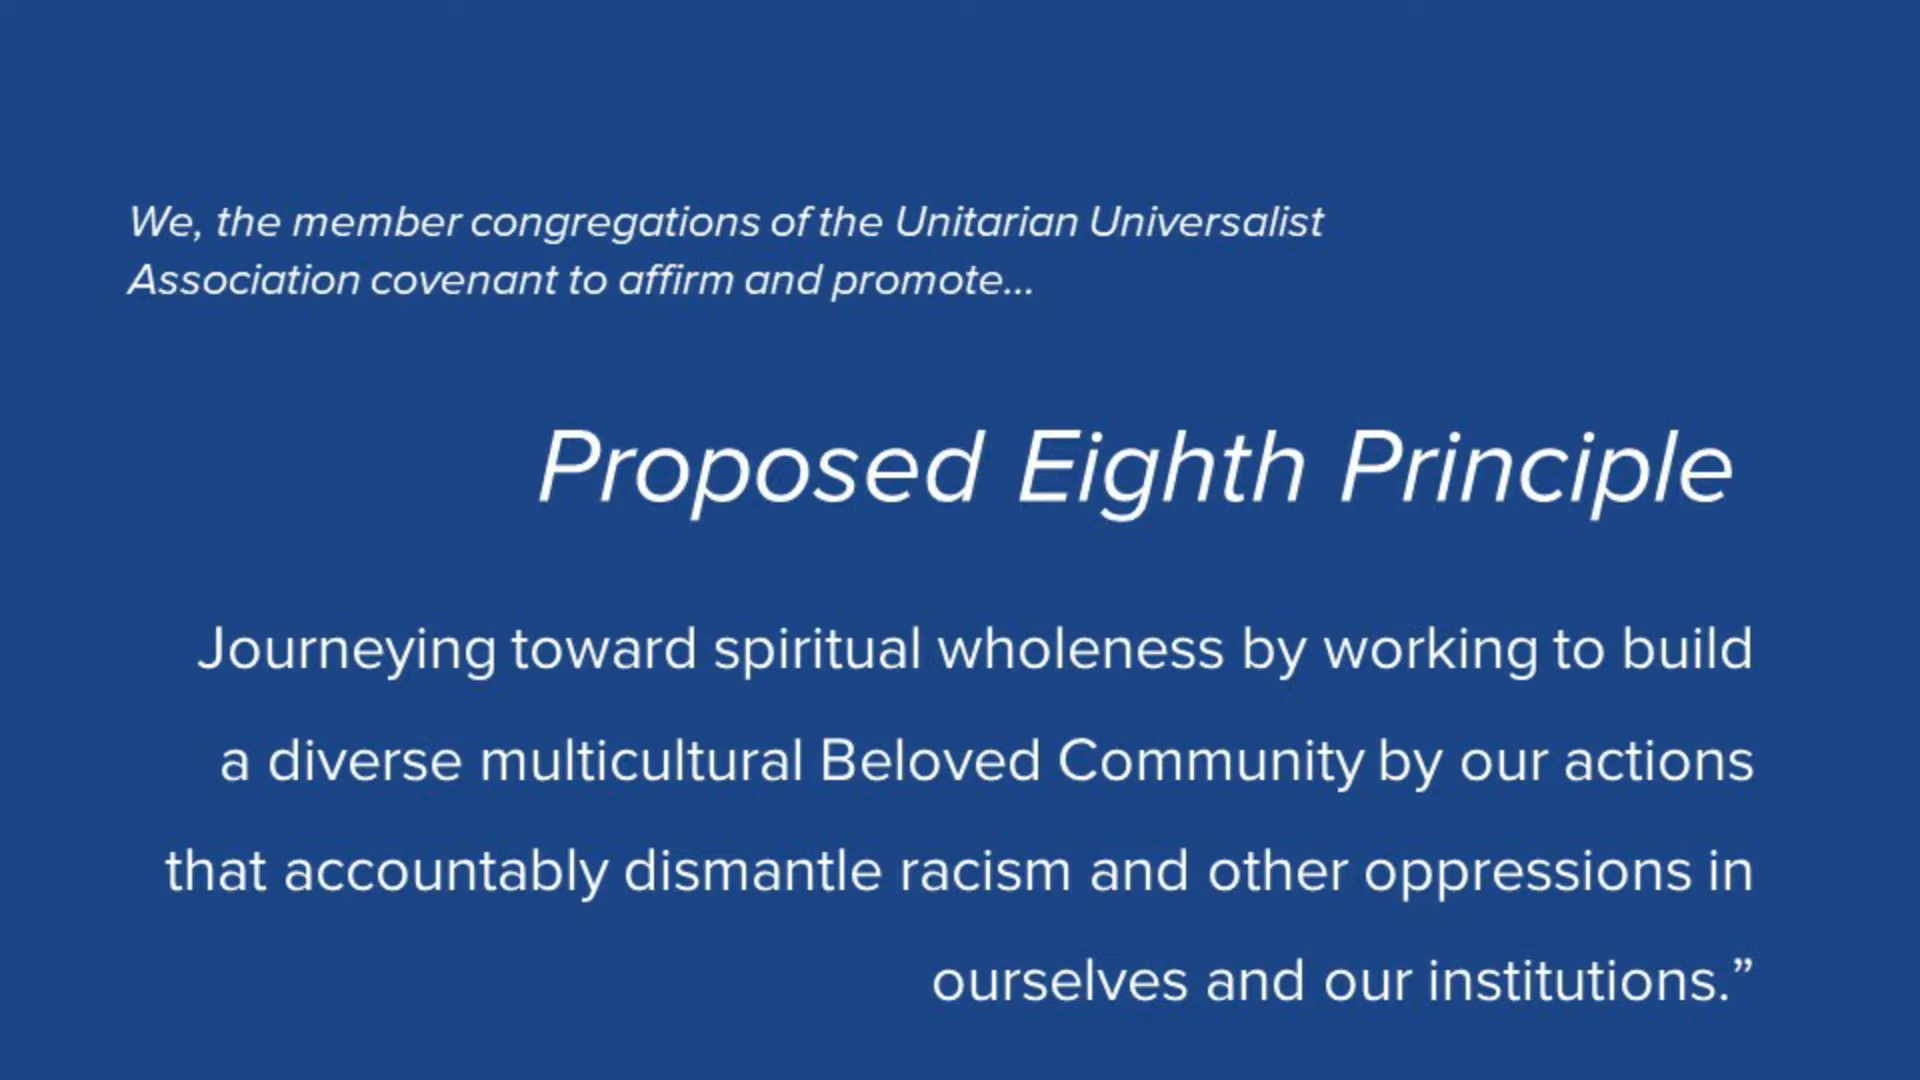 We, the member congregations of the Unitarian Universalist
Association covenant to affirm and promote...
Proposed Eighth Principle
Journeying toward spiritual wholeness by working to build
a diverse multicultural Beloved Community by our actions
that accountably dismantle racism and other oppressions in
ourselves and our institutions.”